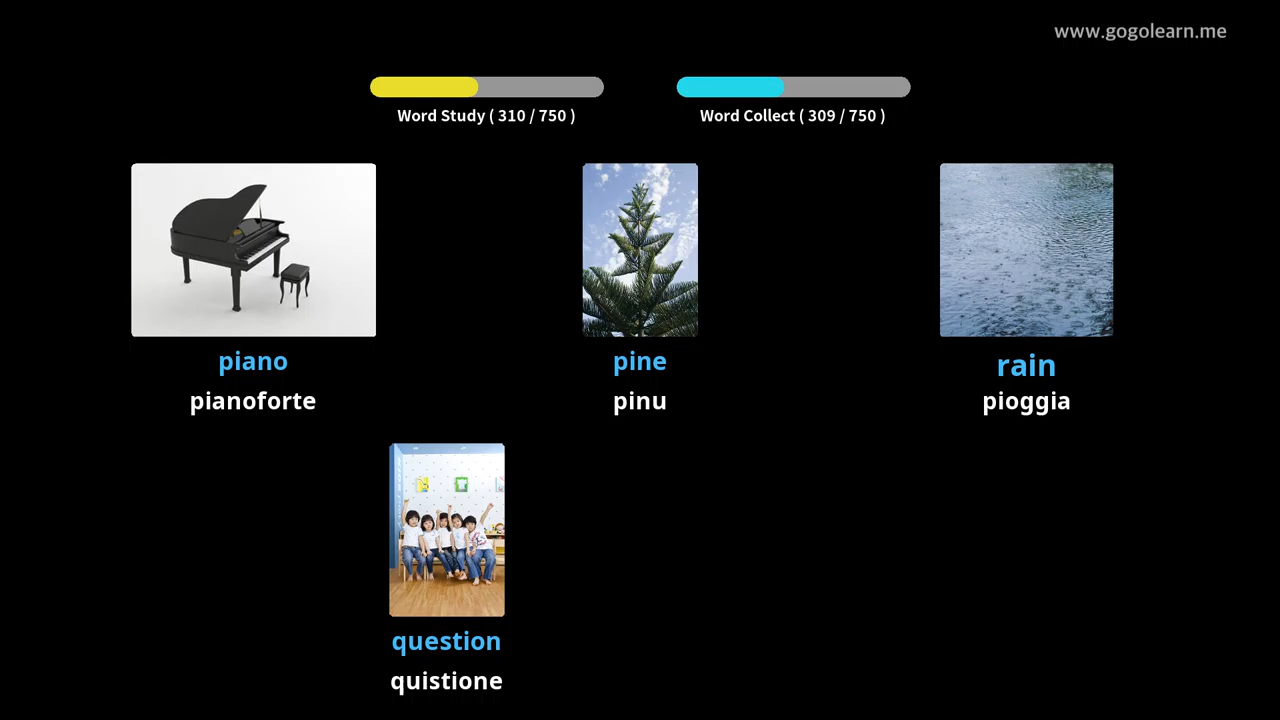 www.gogolearn.me
Word Study ( 310 / 750 )
Word Collect ( 309 / 750 )
piano
pianoforte
pine
pinu
rain
pioggia
question
quistione